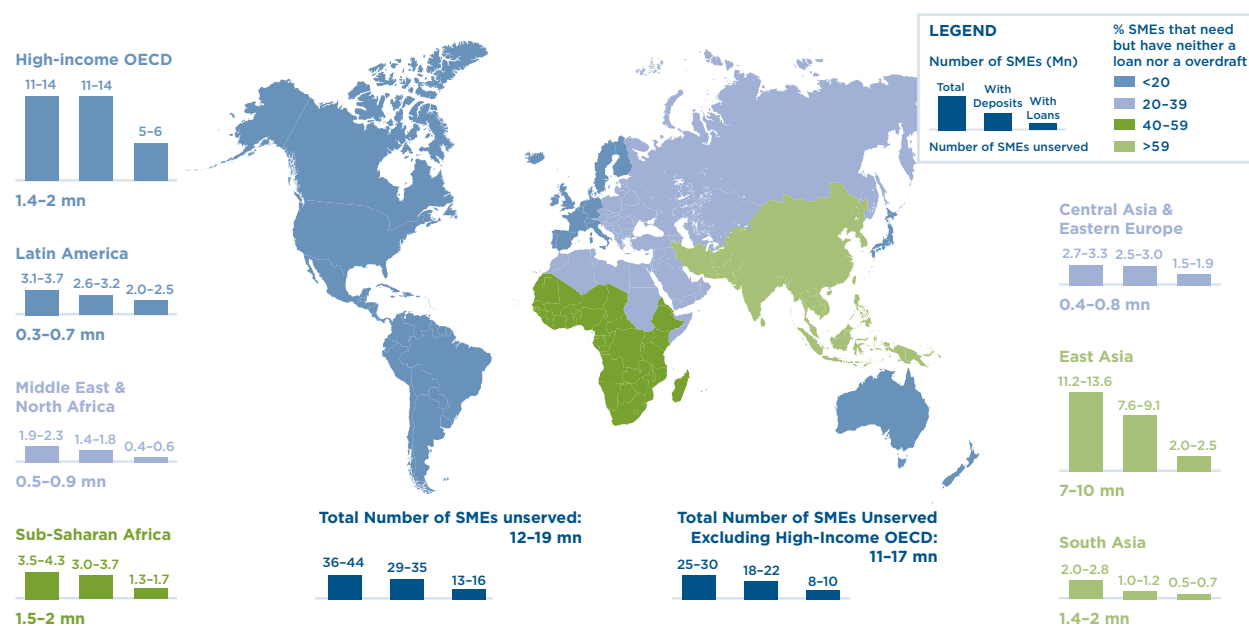 High-income OECD
11–14 11–14 5–6
1.4–2 mn
Latin America
3.1–3.7 2.6–3.2 2.0–2.5
0.3–0.7 mn
Middle East &
North Africa
1.9–2.3 1.4–1.8 0.4–0.6
0.5–0.9 mn
Sub-Saharan Africa
3.5–4.3 3.0–3.7 1.3–1.7
1.5–2 mn
Total Number of SMEs unserved:
12–19 mn
36–44 29–35 13–16
Total Number of SMEs Unserved
Excluding High-Income OECD:
11–17 mn
25–30 18–22 8–10
LEGEND
Number of SMEs (Mn)
Total
With
Deposits
With
Loans
Number of SMEs unserved
% SMEs that need
but have neither a
loan nor a overdraft
<20
20–39
40–59
>59
Central Asia &
Eastern Europe
2.7–3.3 2.5–3.0 1.5–1.9
0.4–0.8 mn
East Asia
11.2–13.6 7.6–9.1 2.0–2.5
7–10 mn
South Asia
2.0–2.8 1.0–1.2 0.5–0.7
1.4–2 mn